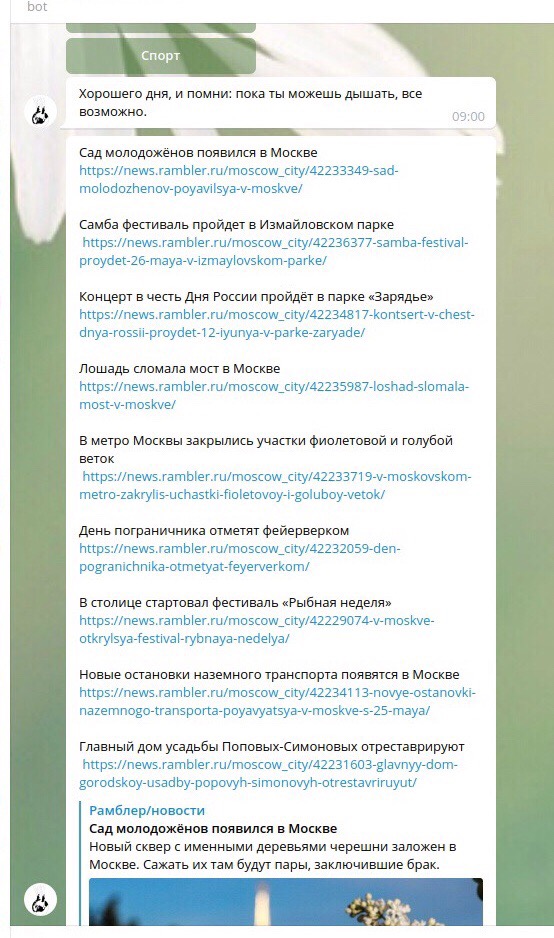 bot
Спорт
Хорошего дня, и помни: пока ты можешь дышать, все
возможно.
09:00
Сад молодожёнов появился в Москве
https://news.rambler.ru/moscow_city/42233349-sad-
molodozhenov-poyavilsya-v-moskve/
Самба фестиваль пройдет в Измайловском парке
https://news.rambler.ru/moscow_city/42236377-samba-festival-
proydet-26-maya-v-izmaylovskom-parke/
Концерт в честь Дня России пройдёт в парке «Зарядье»
https://news.rambler.ru/moscow_city/42234817-kontsert-v-chest-
dnya-rossii-proydet-12-iyunya-v-parke-zaryade/
Лошадь сломала мост в Москве
https://news.rambler.ru/moscow_city/42235987-loshad-slomala-
most-v-moskve/
В метро Москвы закрылись участки фиолетовой и голубой
веток
https://news.rambler.ru/moscow_city/42233719-v-moskovskom-
metro-zakrylis-uchastki-fioletovoy-i-goluboy-vetok/
День пограничника отметят фейерверком
https://news.rambler.ru/moscow_city/42232059-den-
pogranichnika-otmetyat-feyerverkom/
В столице стартовал фестиваль «Рыбная неделя»
https://news.rambler.ru/moscow_city/42229074-v-moskve-
otkrylsya-festival-rybnaya-nedelya/
Новые остановки наземного транспорта появятся в Москве
https://news.rambler.ru/moscow_city/42234113-novye-ostanovki-
nazemnogo-transporta-poyavyatsya-v-moskve-s-25-maya/
Главный дом усадьбы Поповых-Симоновых отреставрируют
https://news.rambler.ru/moscow_city/42231603-glavnyy-dom-
gorodskoy-usadby-popovyh-simonovyh-otrestavriruyut/
Рамблер/новости
Сад молодожёнов появился в Москве
Новый сквер с именными деревьями черешни заложен в
Москве. Сажать их там будут пары, заключившие брак.